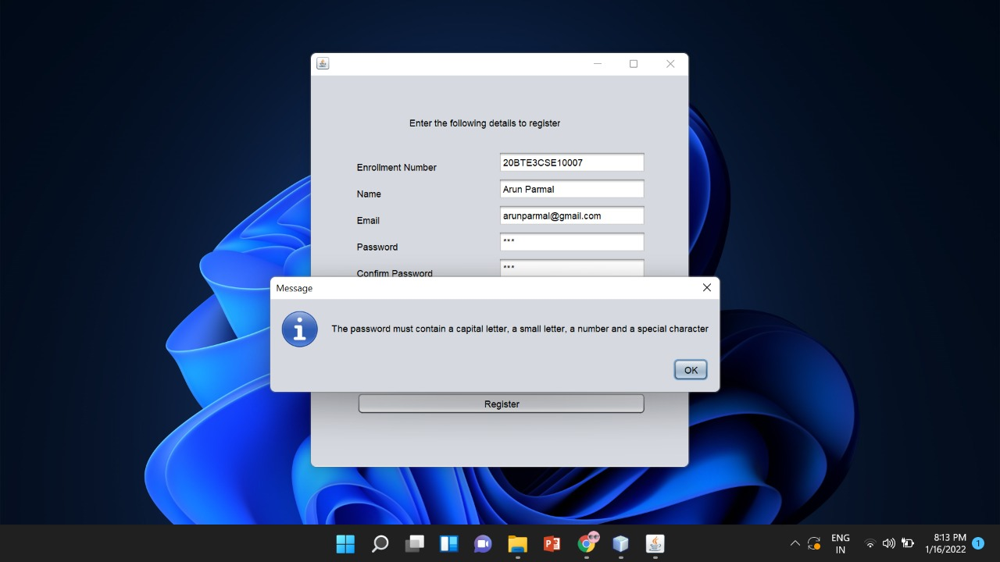 Enter the following details to register
Enrollment Number 20BTE3CSE10007
Name Arun Parmal
Email arunparmal@gmail.com
Password ***
Confirm Password ***
Message
The password must contain a capital letter, a small letter, a number and a special character
OK
Register
ENG 8:13 PM
IN 1/16/2022 1